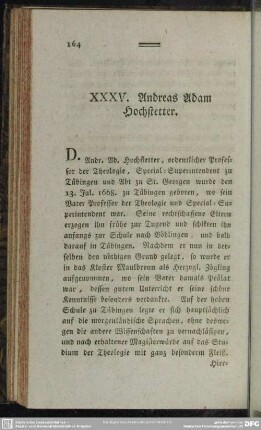 164
XXXV. Andreas Adam
Hochstetter.
D. Andr. Ad. Hochstetter, ordentlicher Profes-
sor der Theologie, Special-Superintendent zu
Tübingen und Abt zu St. Georgen wurde den
13. Jul. 1668. zu Tübingen geboren, wo sein
Vater Professor der Theologie und Special-Su-
perintendent war. Seine rechtschaffene Eltern
erzogen ihn frühe zur Tugend und schikten ihn
anfangs zur Schule nach Böblingen, und bald
darauf in Tübingen. Nachdem er nun in der-
selben den nöthigen Grund gelegt, so wurde er
in das Kloster Maulbronn als Herzogl. Zögling
aufgenommen, wo sein Vater damals Prälat
war, dessen gutem Unterricht er seine schöne
Kenntnisse besonders verdankte. Auf der hohen
Schule zu Tübingen legte er sich hauptsächlich
auf die morgenländische Sprachen, ohne deswe-
gen die andere Wissenschaften zu vernachläßigen,
und nach erhaltener Magisterwürde auf das Stu-
dium der Theologie mit ganz besonderm Fleiß.
Hier-